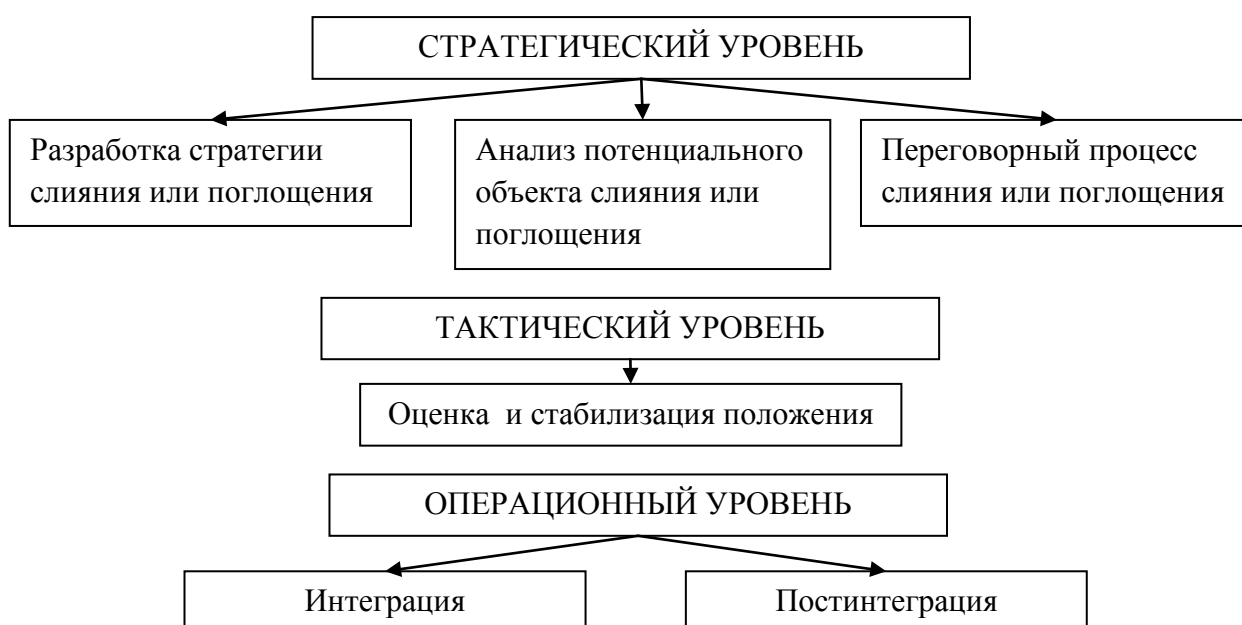 СТРАТЕГИЧЕСКИЙ УРОВЕНЬ
Разработка стратегии
слияния или поглощения
Анализ потенциального
объекта слияния или
поглощения
Переговорный процесс
слияния или поглощения
ТАКТИЧЕСКИЙ УРОВЕНЬ
Оценка и стабилизация положения
ОПЕРАЦИОННЫЙ УРОВЕНЬ
Интеграция
Постинтеграция